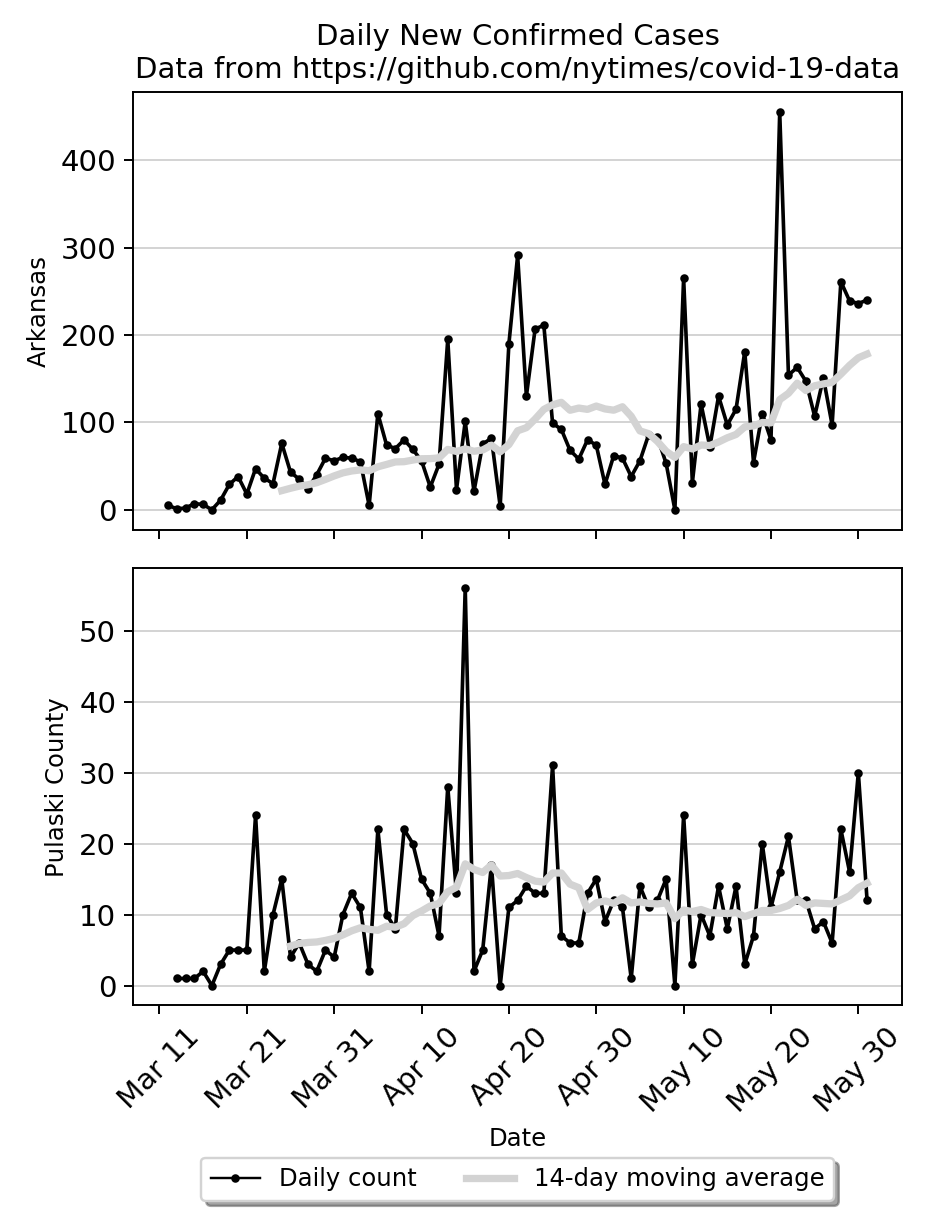 Daily New Confirmed Cases
Data from https://github.com/nytimes/covid-19-data
Arkansas
400
300
200
100
0
Pulaski County
50
40
30
20
10
0
Mar 11
Mar 21
Mar 31
Apr 10
Apr 20
Apr 30
May 10
May 20
May 30
Date
Daily count
14-day moving average